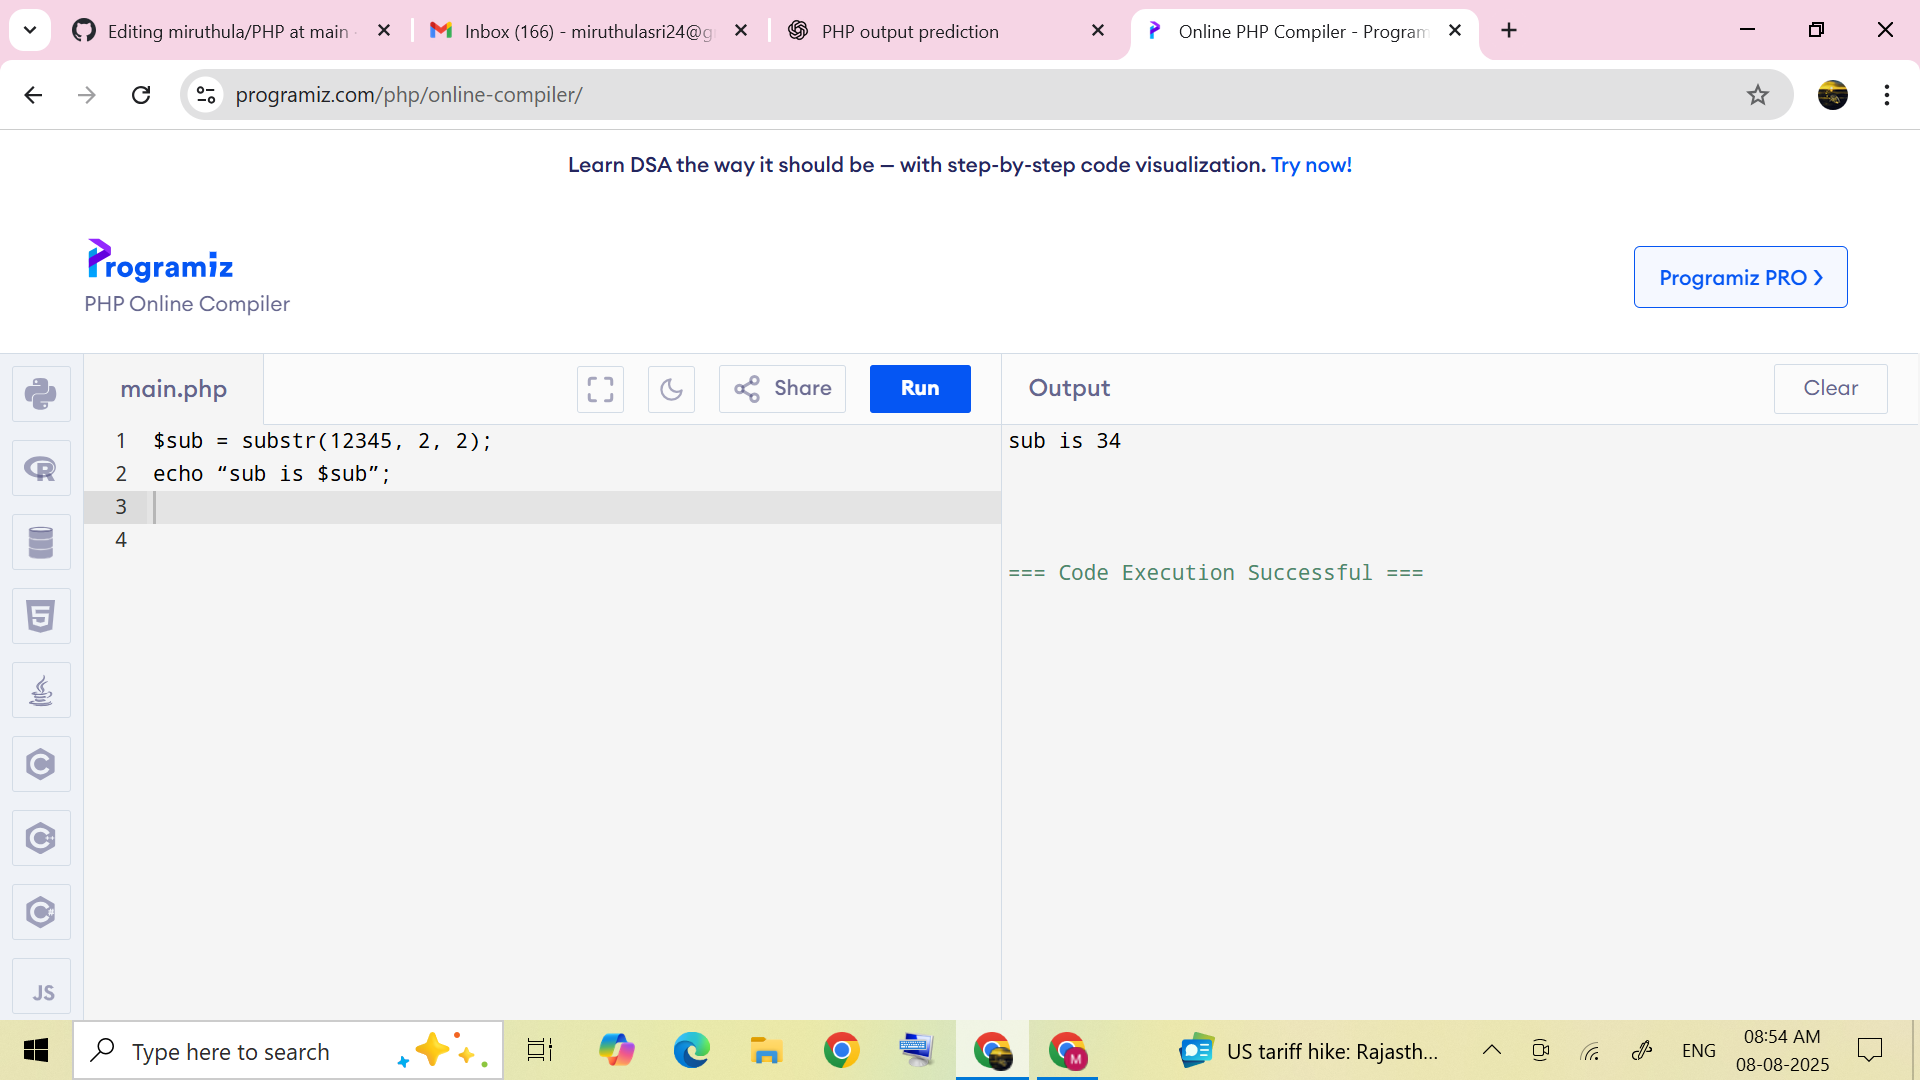 Editing miruthula/PHP at main
Inbox (166) - miruthulasri24@g
PHP output prediction
Online PHP Compiler - Program
programiz.com/php/online-compiler/
Learn DSA the way it should be — with step-by-step code visualization. Try now!
Programiz
PHP Online Compiler
Programiz PRO
main.php
Share
Run
Output
Clear
1 $sub = substr(12345, 2, 2);
2 echo “sub is $sub”;
3
4
sub is 34
=== Code Execution Successful ===
JS
Type here to search
M
US tariff hike: Rajasth...
ENG
08:54 AM
08-08-2025